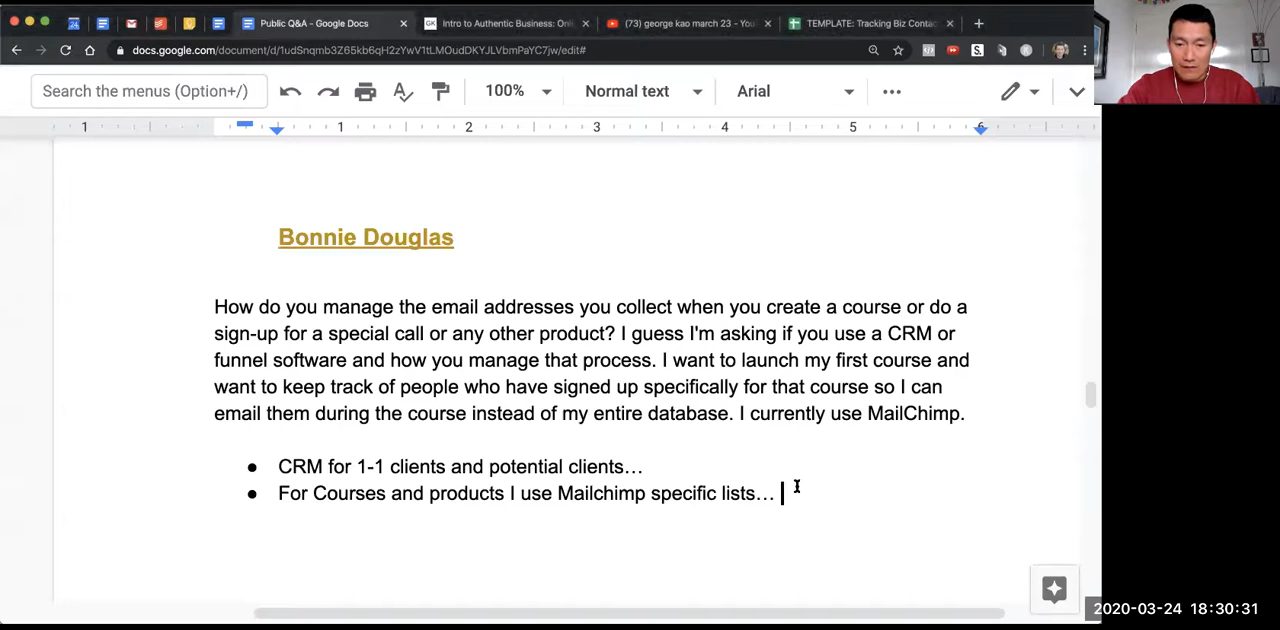 Public Q&A - Google Docs
Intro to Authentic Business: Onl
(73) george kao march 23 - You
TEMPLATE: Tracking Biz Contac
docs.google.com/document/d/1udSnqmb3Z65kb6qH2zYwV1tLMOudDKYJLVbmPaYC7jw/edit#
Search the menus (Option+/)
100%
Normal text
Arial
1 1 2 3 4 5 6
Bonnie Douglas
How do you manage the email addresses you collect when you create a course or do a
sign-up for a special call or any other product? I guess I'm asking if you use a CRM or
funnel software and how you manage that process. I want to launch my first course and
want to keep track of people who have signed up specifically for that course so I can
email them during the course instead of my entire database. I currently use MailChimp.
● CRM for 1-1 clients and potential clients…
● For Courses and products I use Mailchimp specific lists…
2020-03-24 18:30:31